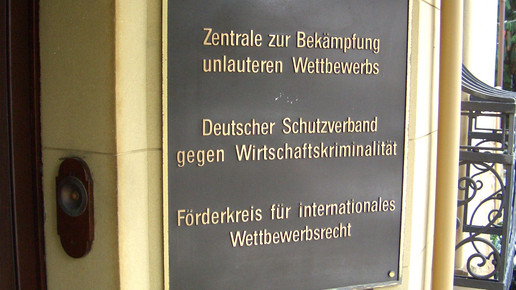 Zentrale zur Bekämpfung
unlauteren Wettbewerbs
Deutscher Schutzverband
gegen Wirtschaftskriminalität
Förderkreis für internationales
Wettbewerbsrecht